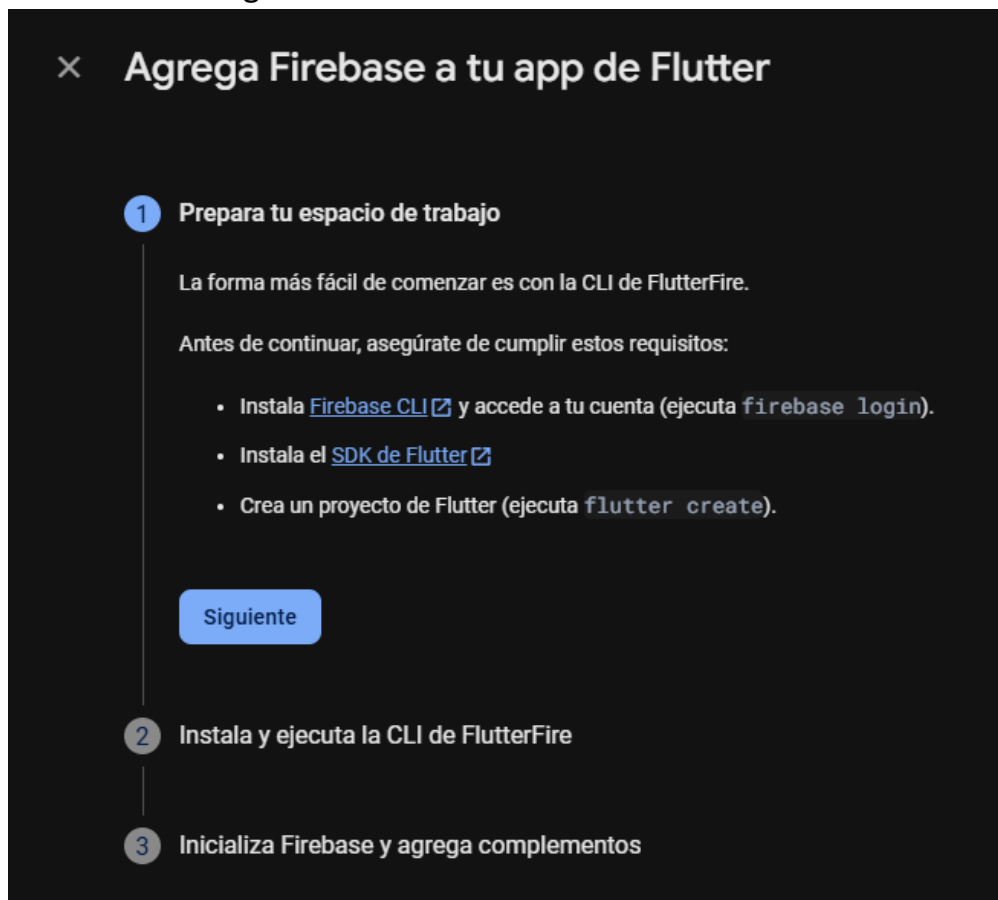 Agrega Firebase a tu app de Flutter
1 Prepara tu espacio de trabajo
La forma más fácil de comenzar es con la CLI de FlutterFire.
Antes de continuar, asegúrate de cumplir estos requisitos:
• Instala Firebase CLI y accede a tu cuenta (ejecuta firebase login).
• Instala el SDK de Flutter
• Crea un proyecto de Flutter (ejecuta flutter create).
Siguiente
2 Instala y ejecuta la CLI de FlutterFire
3 Inicializa Firebase y agrega complementos